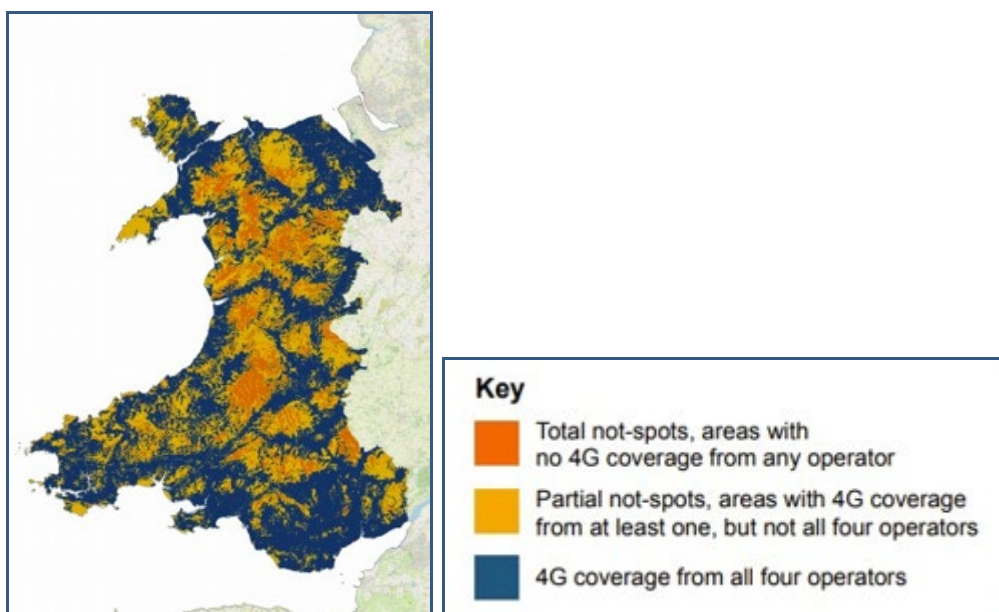 Key
Total not-spots, areas with
no 4G coverage from any operator
Partial not-spots, areas with 4G coverage
from at least one, but not all four operators
4G coverage from all four operators